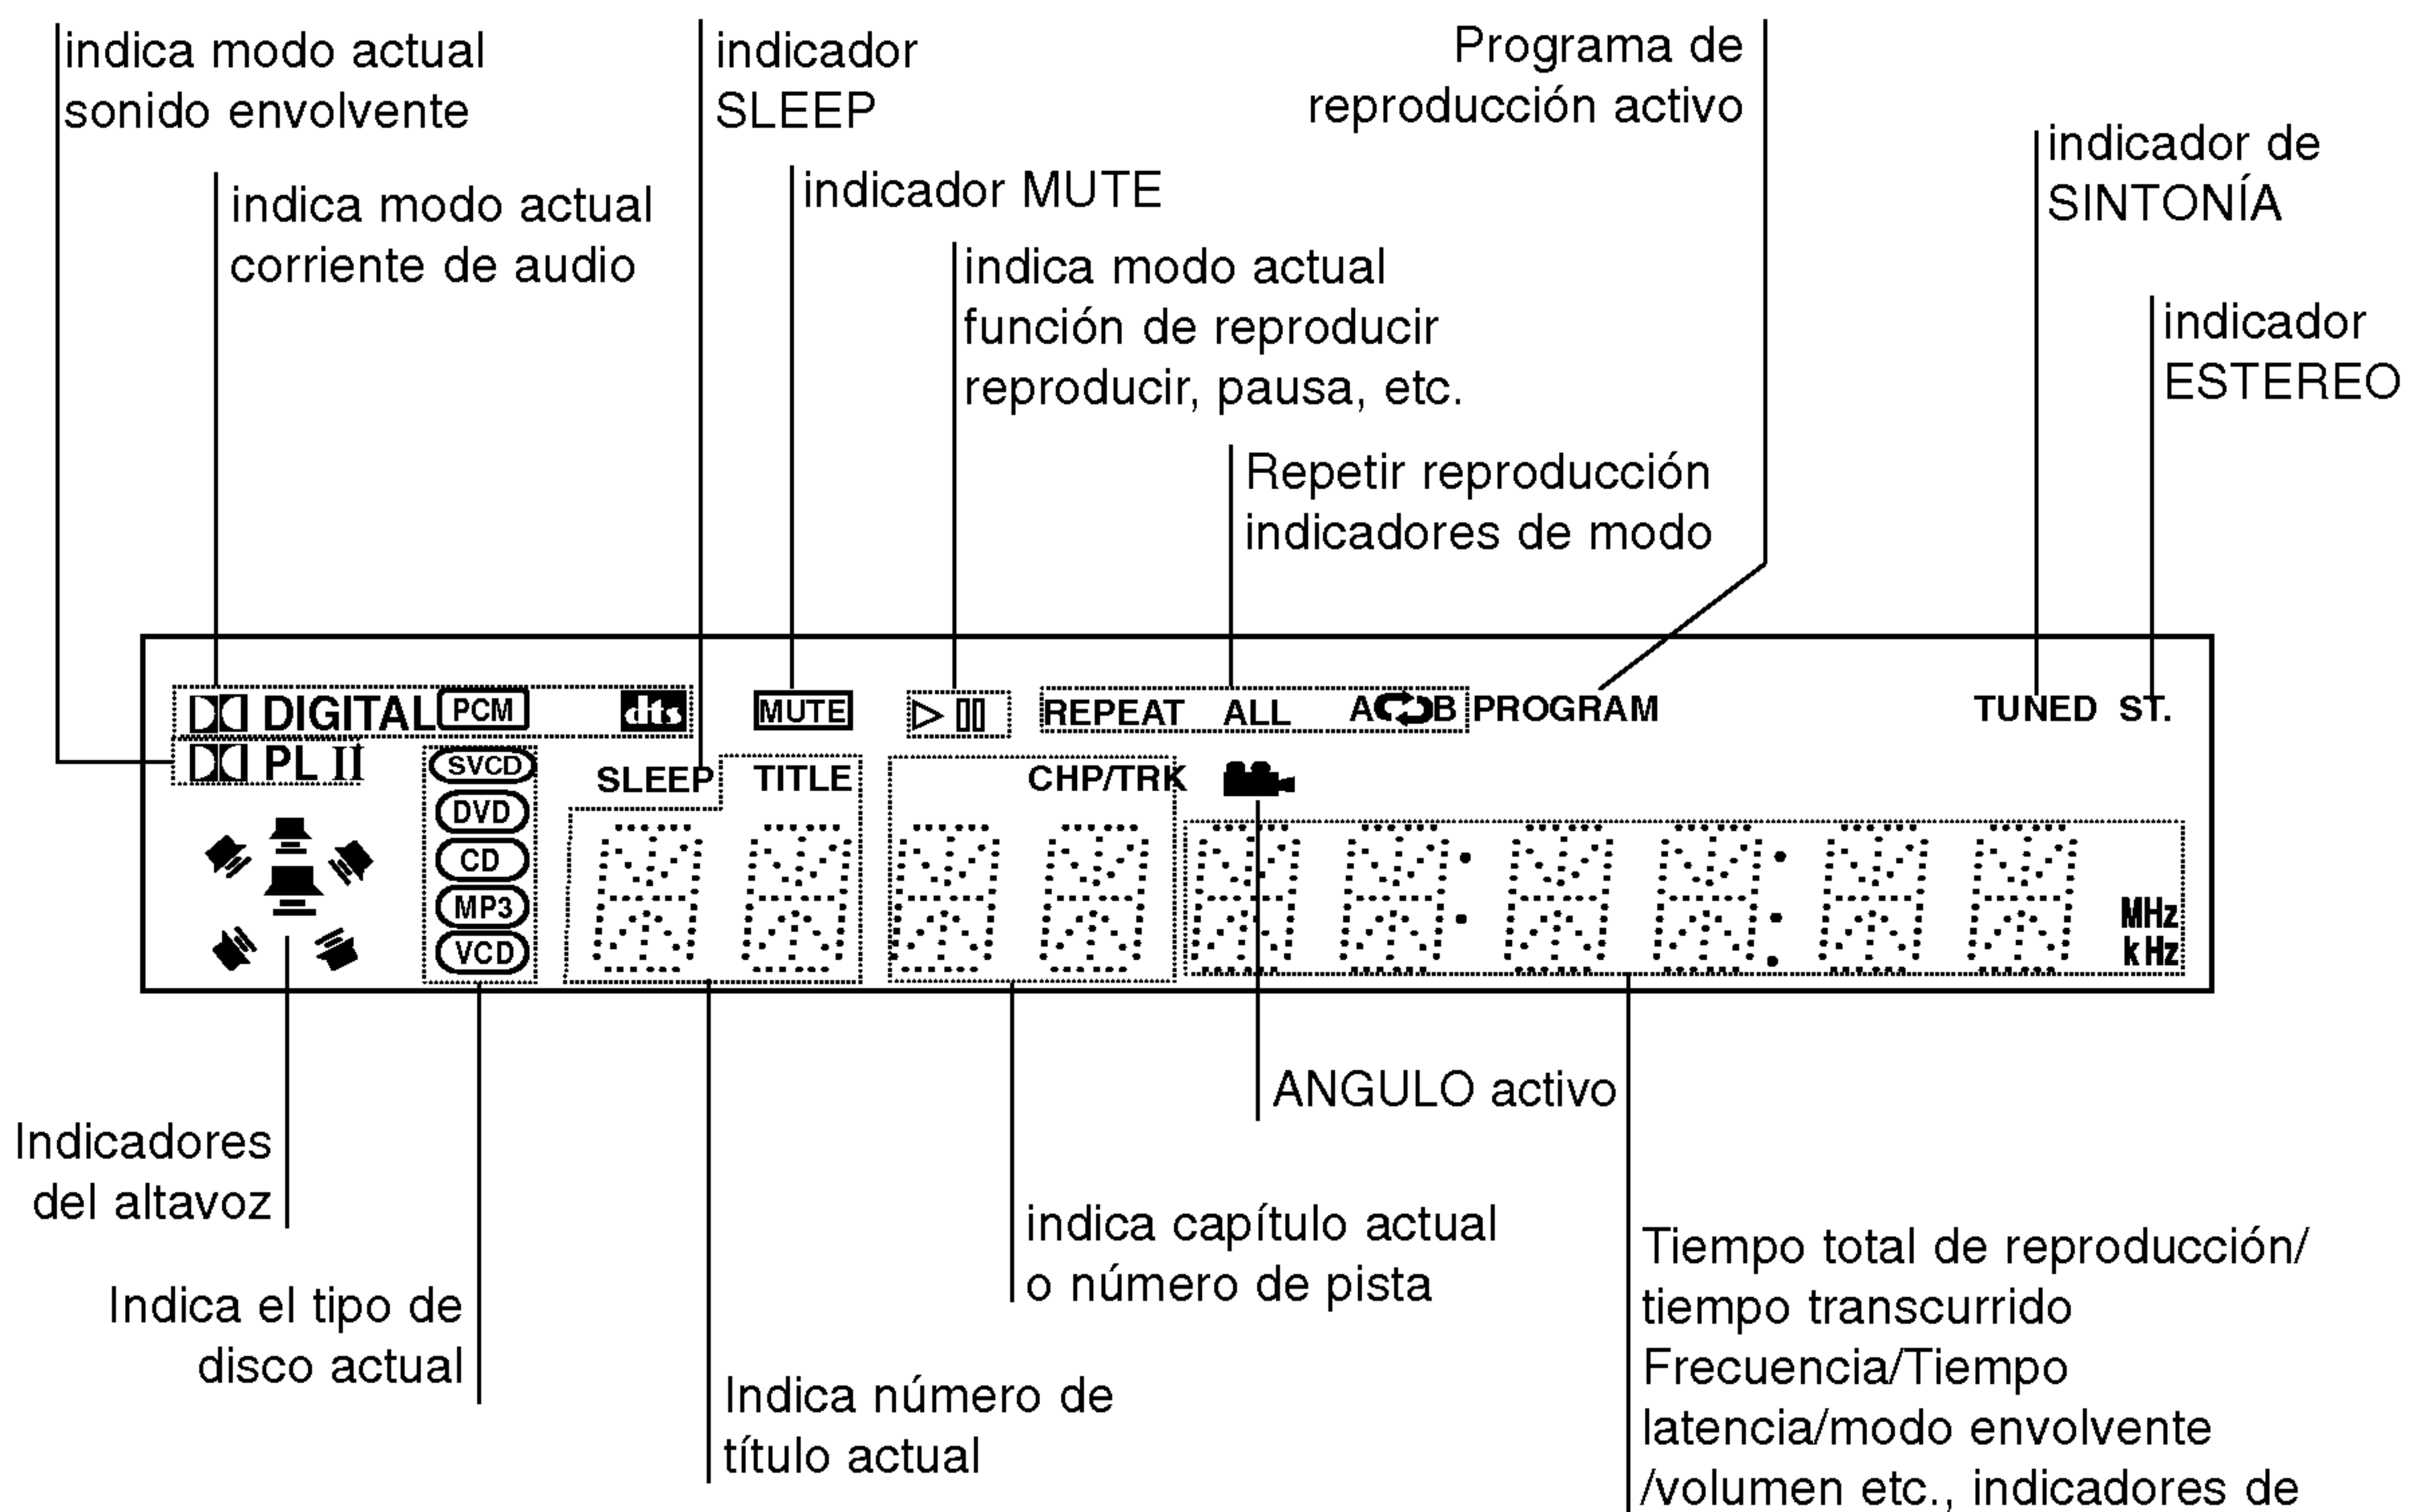 indica modo actual
sonido envolvente
indicador
SLEEP
Programa de
reproducción activo
indicador de
SINTONÍA
indica modo actual
corriente de audio
indicador MUTE
indica modo actual
función de reproducir
reproducir, pausa, etc.
indicador
ESTEREO
Repetir reproducción
indicadores de modo
DIGITAL PCM dts MUTE REPEAT ALL A B PROGRAM TUNED ST.
PL II
SVCD SLEEP TITLE CHP/TRK
DVD
CD
MP3
VCD
MHz
kHz
ANGULO activo
Indicadores
del altavoz
indica capítulo actual
o número de pista
Indica el tipo de
disco actual
Indica número de
título actual
Tiempo total de reproducción/
tiempo transcurrido
Frecuencia/Tiempo
latencia/modo envolvente
/volumen etc., indicadores de